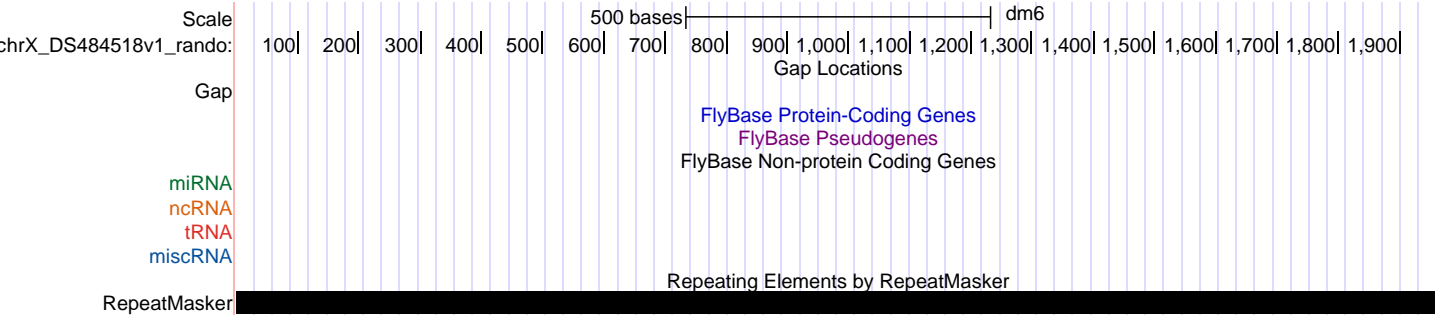 Scale 500 bases dm6
chrX_DS484518v1_rando: 100 200 300 400 500 600 700 800 900 1,000 1,100 1,200 1,300 1,400 1,500 1,600 1,700 1,800 1,900
Gap Locations
Gap
FlyBase Protein-Coding Genes
FlyBase Pseudogenes
FlyBase Non-protein Coding Genes
miRNA
ncRNA
tRNA
miscRNA
Repeating Elements by RepeatMasker
RepeatMasker